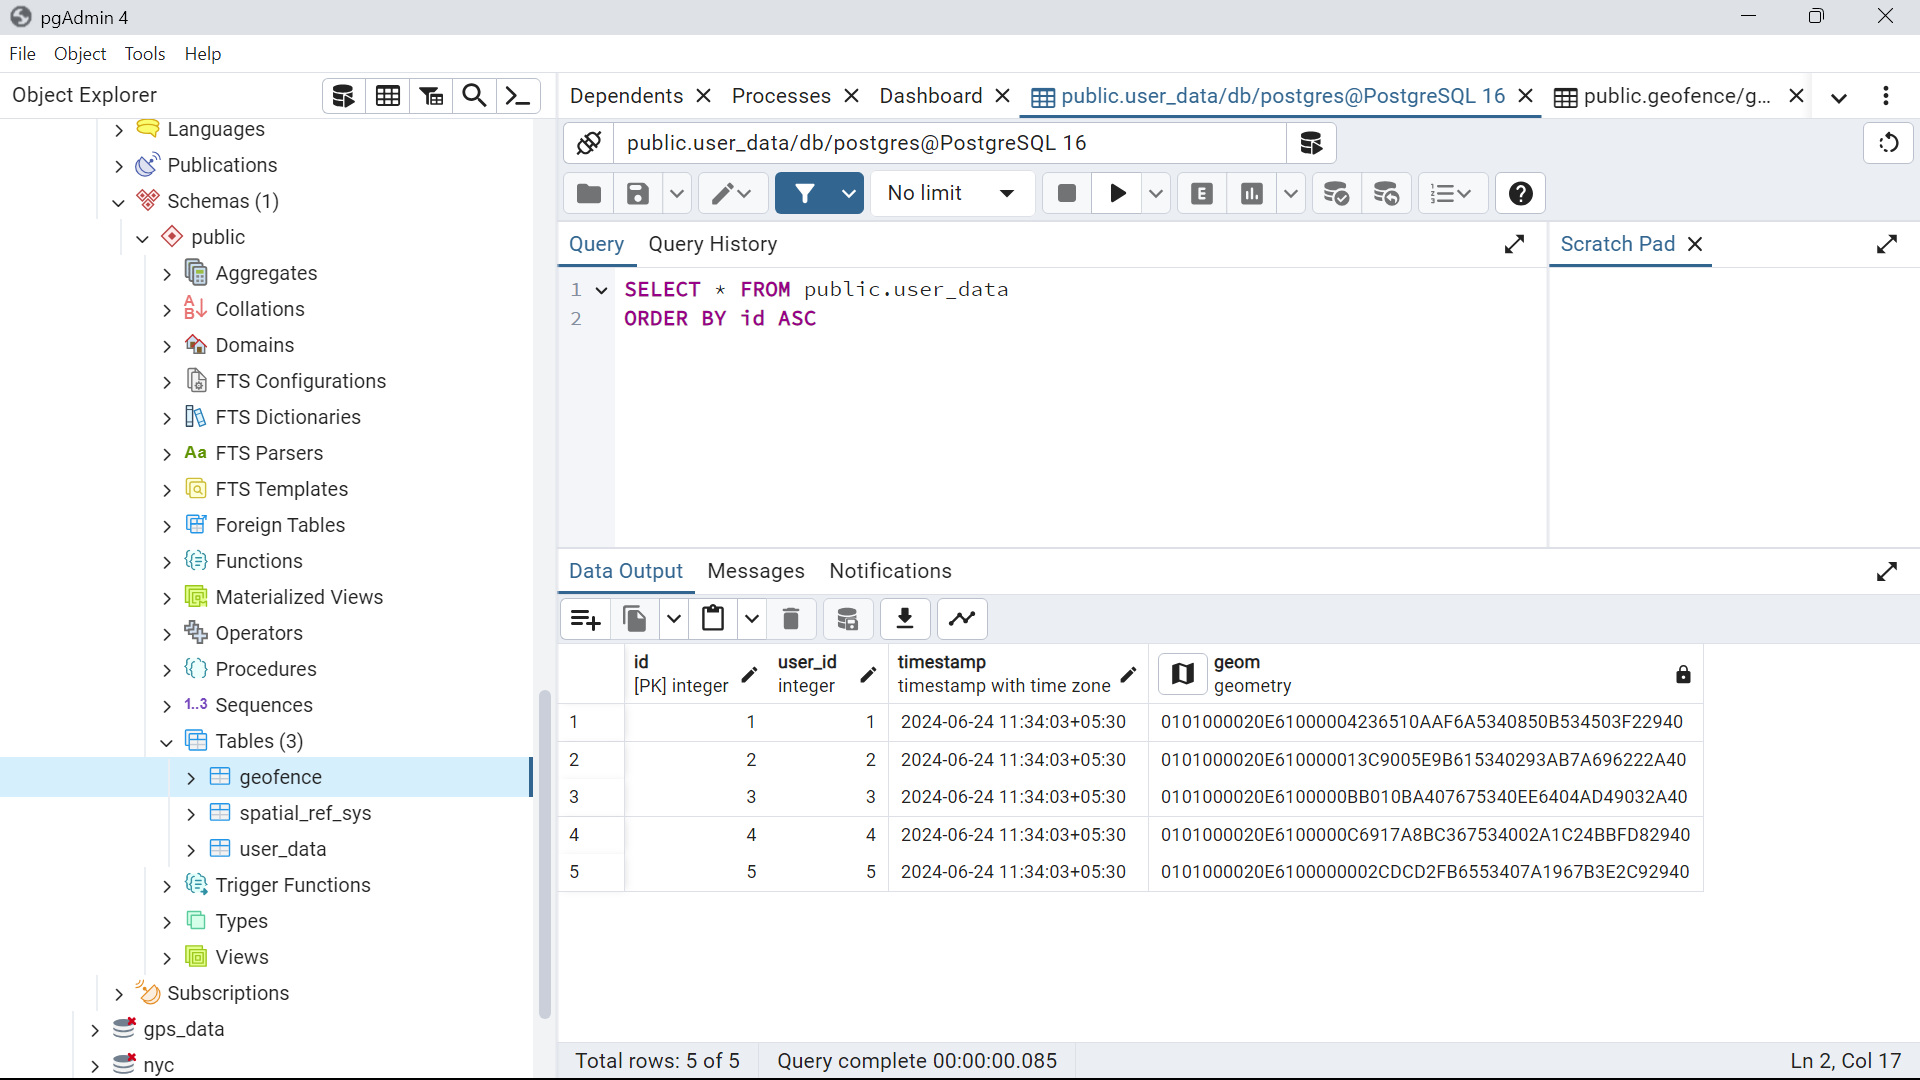 pgAdmin 4
File Object Tools Help
Object Explorer
Languages
Publications
Schemas (1)
public
Aggregates
Collations
Domains
FTS Configurations
FTS Dictionaries
Aa FTS Parsers
FTS Templates
Foreign Tables
Functions
Materialized Views
Operators
Procedures
1..3 Sequences
Tables (3)
geofence
spatial_ref_sys
user_data
Trigger Functions
Types
Views
Subscriptions
gps_data
nyc
Dependents Processes Dashboard public.user_data/db/postgres@PostgreSQL 16 public.geofence/g...
public.user_data/db/postgres@PostgreSQL 16
No limit E
Query Query History Scratch Pad
1 SELECT * FROM public.user_data
2 ORDER BY id ASC
Data Output Messages Notifications
id user_id timestamp geom
[PK] integer integer timestamp with time zone geometry
1 1 1 2024-06-24 11:34:03+05:30 0101000020E61000004236510AAF6A5340850B534503F22940
2 2 2 2024-06-24 11:34:03+05:30 0101000020E610000013C9005E9B615340293AB7A696222A40
3 3 3 2024-06-24 11:34:03+05:30 0101000020E6100000BB010BA407675340EE6404AD49032A40
4 4 4 2024-06-24 11:34:03+05:30 0101000020E6100000C6917A8BC367534002A1C24BBFD82940
5 5 5 2024-06-24 11:34:03+05:30 0101000020E6100000002CDCD2FB6553407A1967B3E2C92940
Total rows: 5 of 5 Query complete 00:00:00.085 Ln 2, Col 17